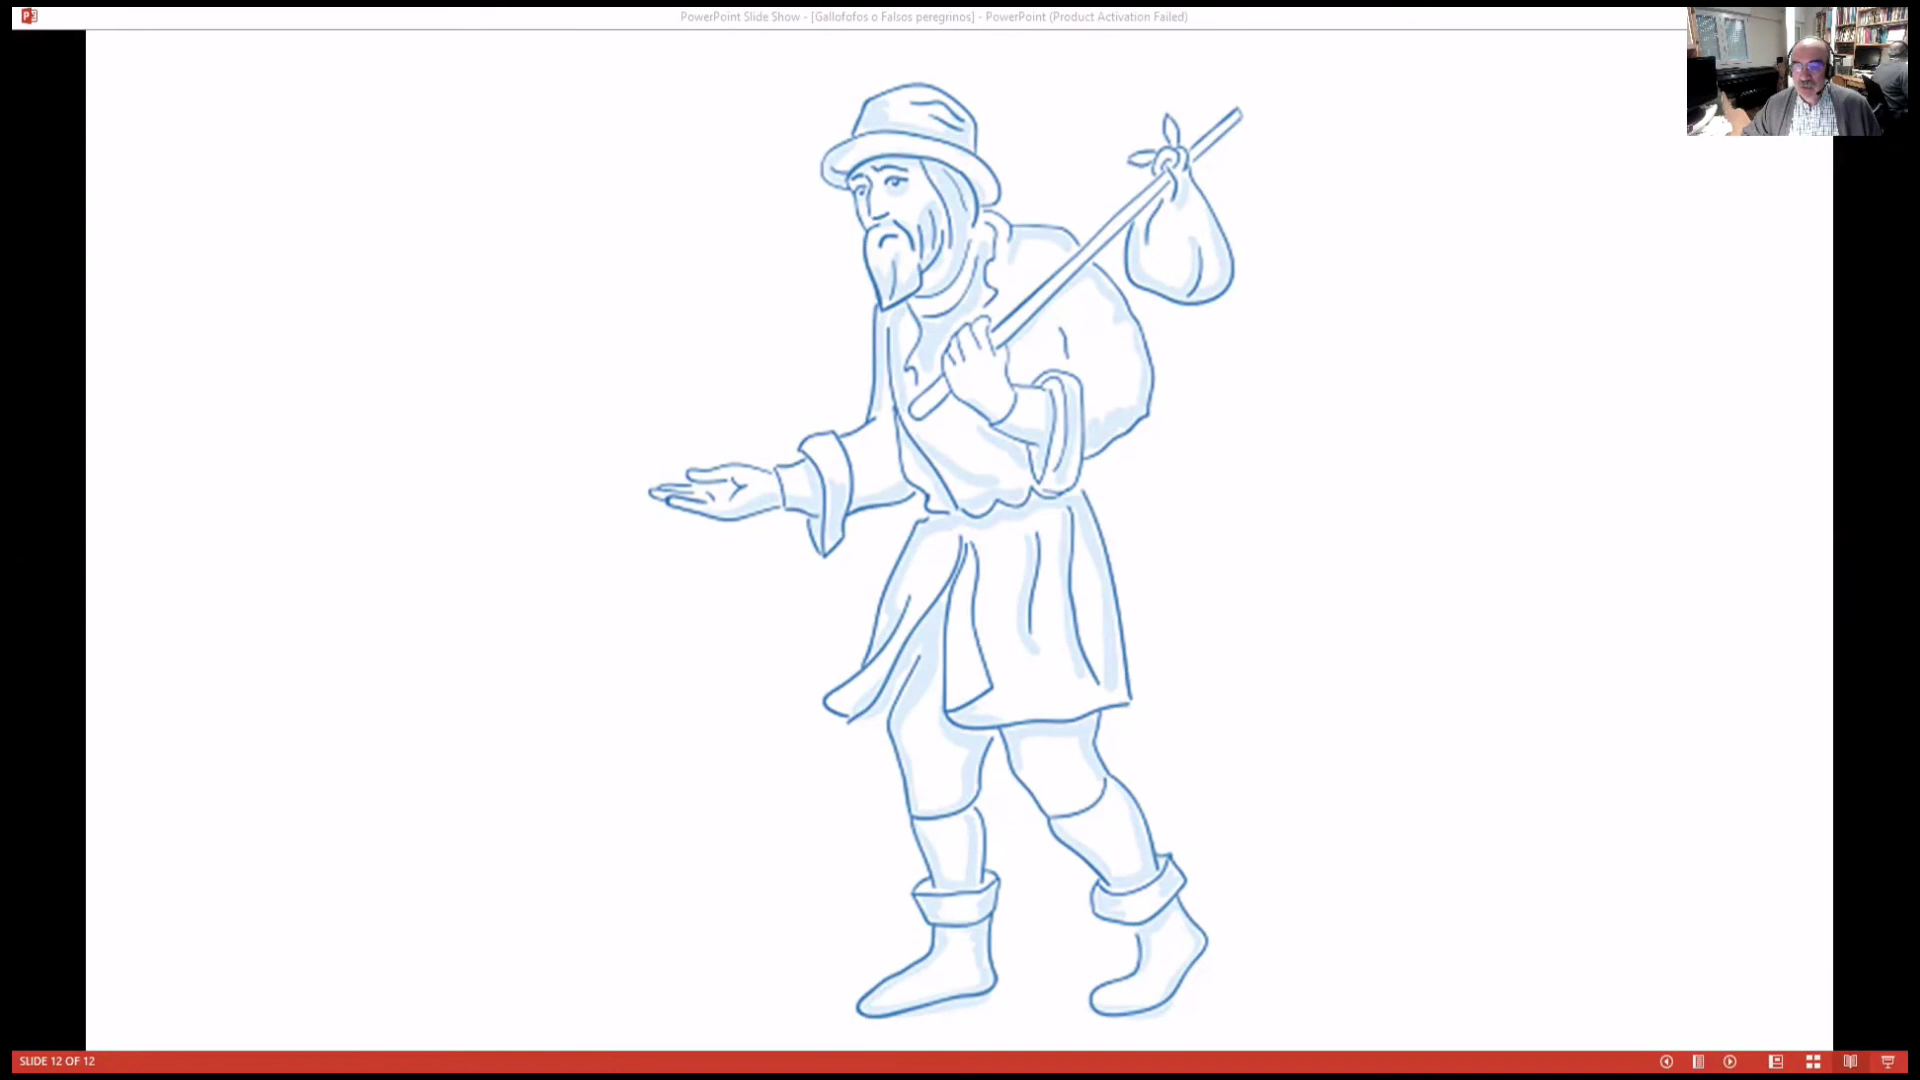 PowerPoint Slide Show - [Gallofofos o Falsos peregrinos] - PowerPoint (Product Activation Failed)
SLIDE 12 OF 12